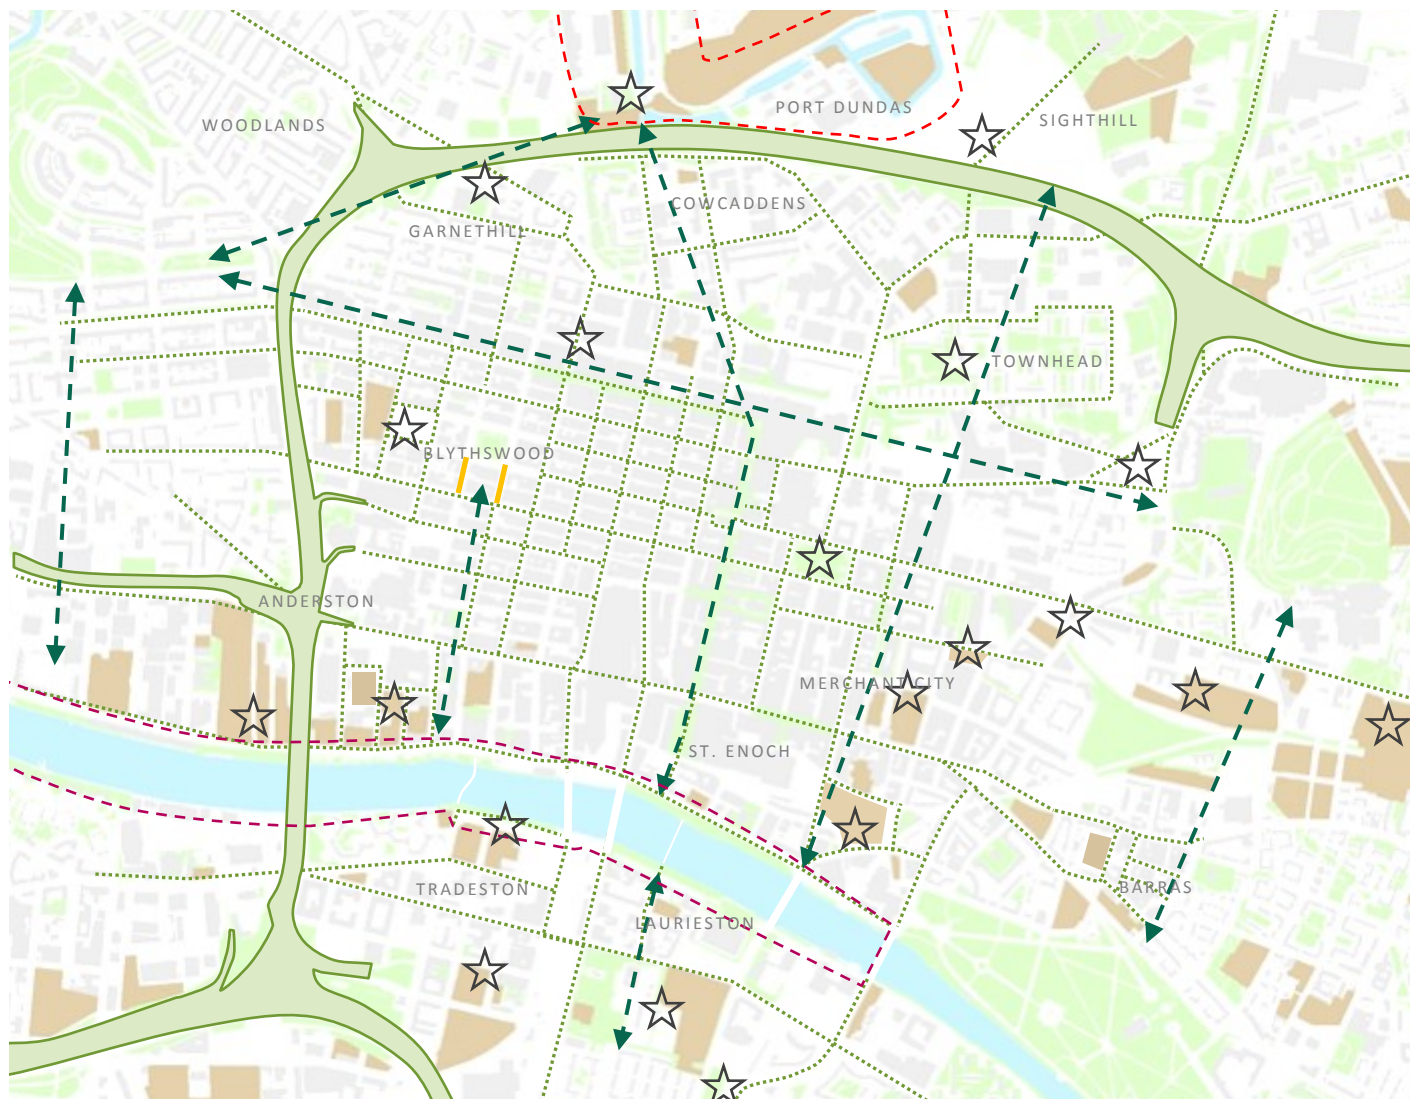 PORT DUNDAS
SIGHTHILL
WOODLANDS
COWCADDENS
GARNETHILL
TOWNHEAD
BLYTHSWOOD
ANDERSTON
MERCHANT CITY
ST. ENOCH
TRADESTON
BARRAS
LAURIESTON